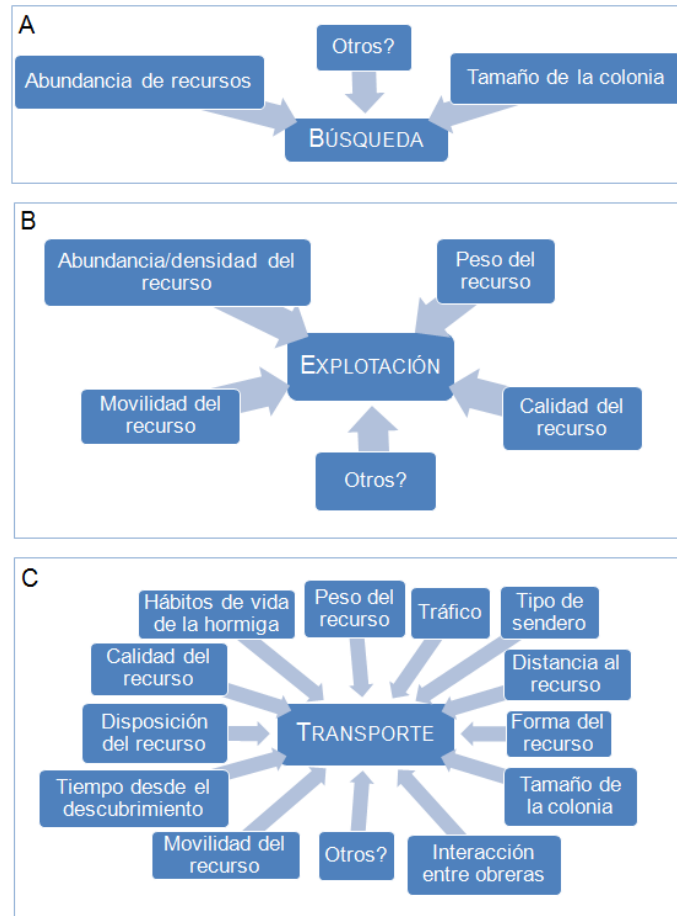 A
Otros?
Abundancia de recursos
Tamaño de la colonia
BÚSQUEDA
B
Abundancia/densidad del
recurso
Peso del
recurso
EXPLOTACIÓN
Movilidad del
recurso
Calidad del
recurso
Otros?
C
Hábitos de vida
de la hormiga
Peso del
recurso
Tráfico
Tipo de
sendero
Calidad del
recurso
Distancia al
recurso
Disposición
del recurso
TRANSPORTE
Forma del
recurso
Tiempo desde el
descubrimiento
Tamaño de
la colonia
Movilidad del
recurso
Otros?
Interacción
entre obreras